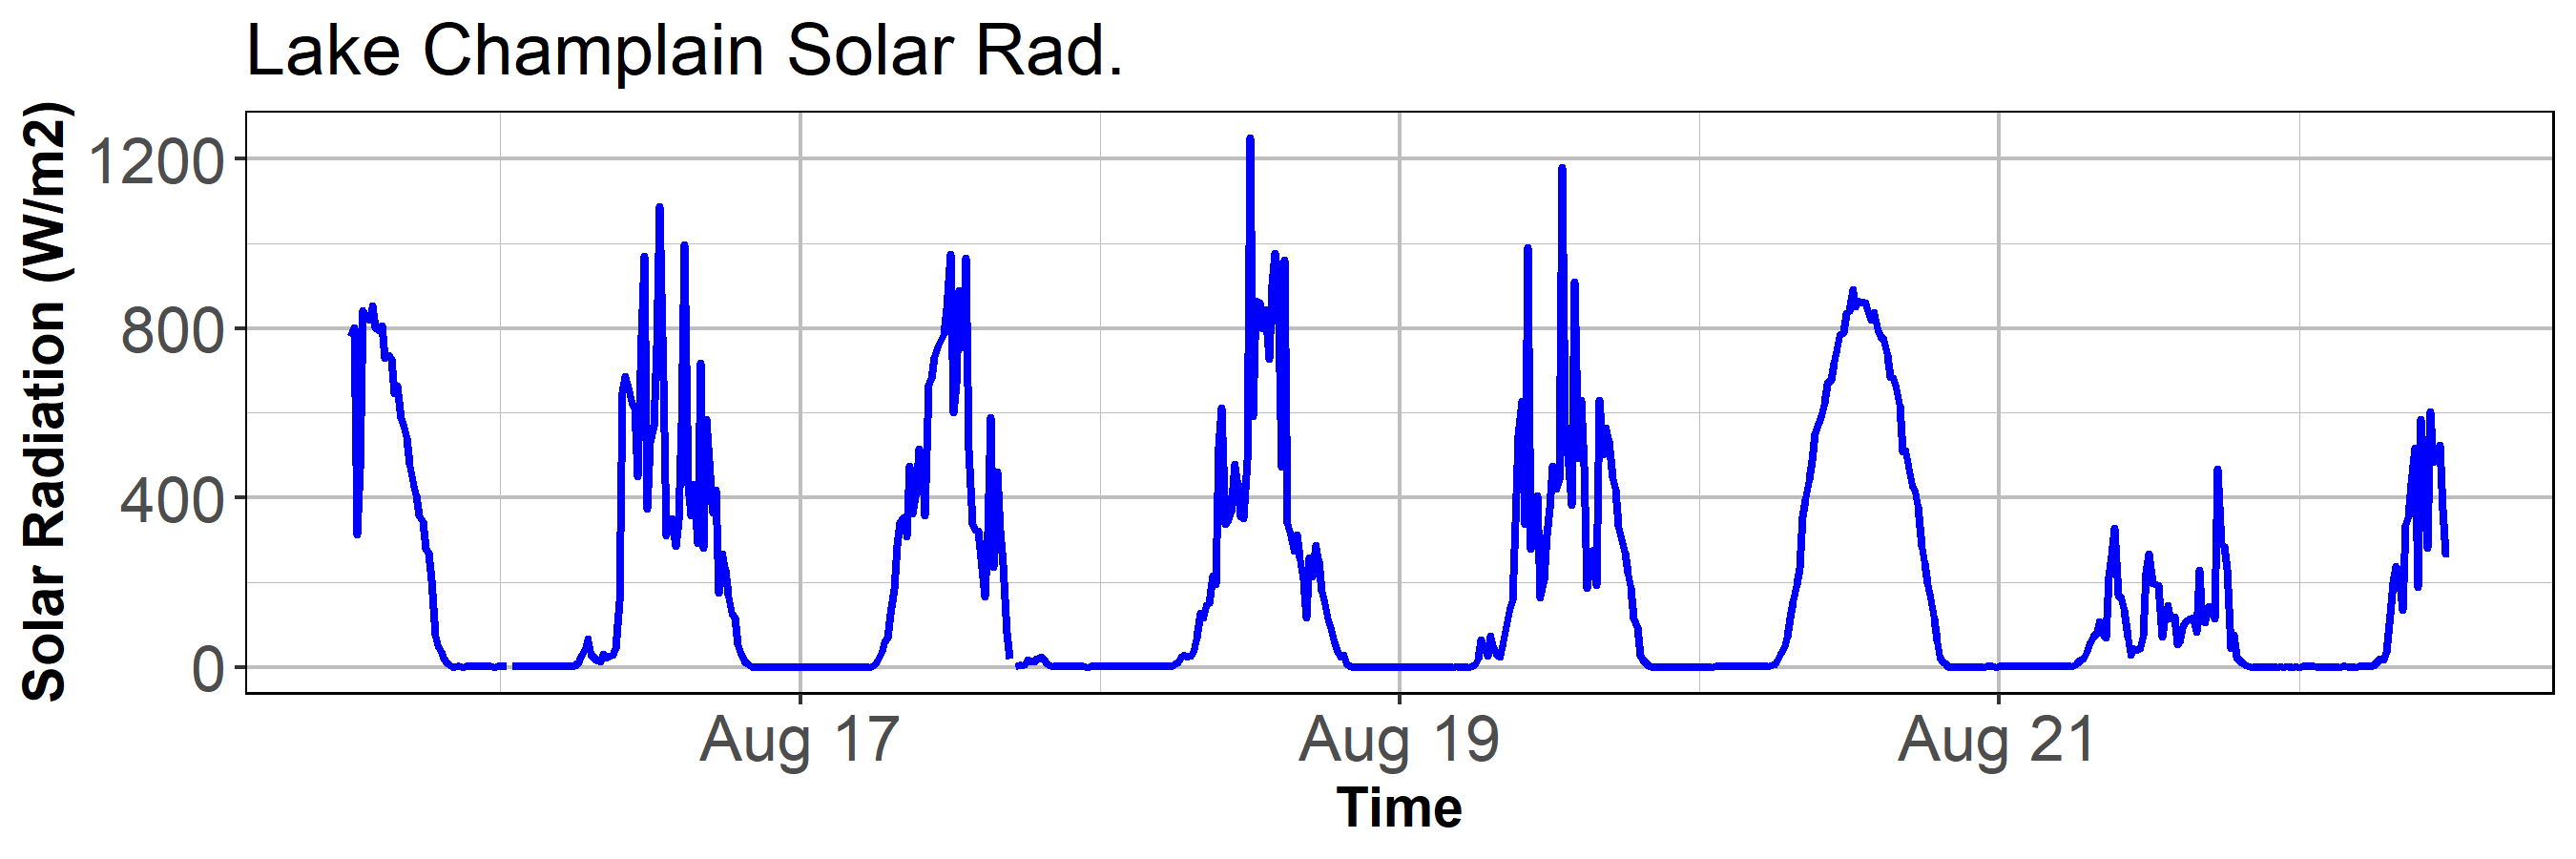 Lake Champlain Solar Rad.
Solar Radiation (W/m2)
1200
800
400
0
Aug 17
Aug 19
Aug 21
Time